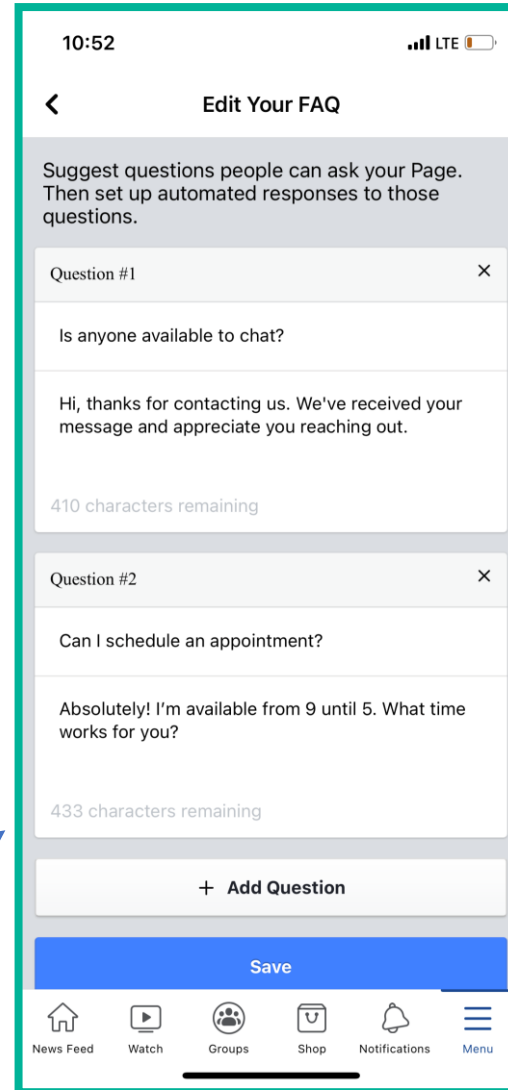 10:52
LTE
Edit Your FAQ
Suggest questions people can ask your Page.
Then set up automated responses to those
questions.
Question #1
Is anyone available to chat?
Hi, thanks for contacting us. We've received your
message and appreciate you reaching out.
410 characters remaining
Question #2
Can I schedule an appointment?
Absolutely! I’m available from 9 until 5. What time
works for you?
433 characters remaining
+ Add Question
Save
News Feed
Watch
Groups
Shop
Notifications
Menu